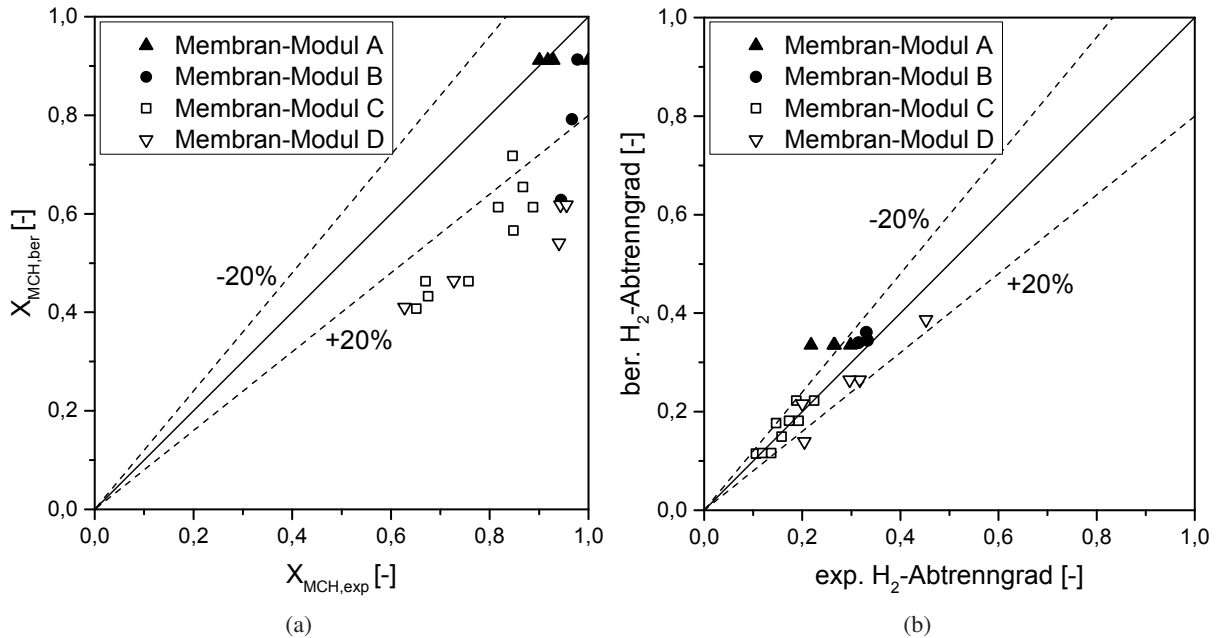 1,0
Membran-Modul A
Membran-Modul B
Membran-Modul C
Membran-Modul D
0,8
0,6
0,4
0,2
0,0
-20%
+20%
0,0 0,2 0,4 0,6 0,8 1,0
X_MCH,ber [-]
X_MCH,exp [-]
(a)
1,0
Membran-Modul A
Membran-Modul B
Membran-Modul C
Membran-Modul D
0,8
0,6
0,4
0,2
0,0
-20%
+20%
0,0 0,2 0,4 0,6 0,8 1,0
ber. H₂-Abtrenngrad [-]
exp. H₂-Abtrenngrad [-]
(b)